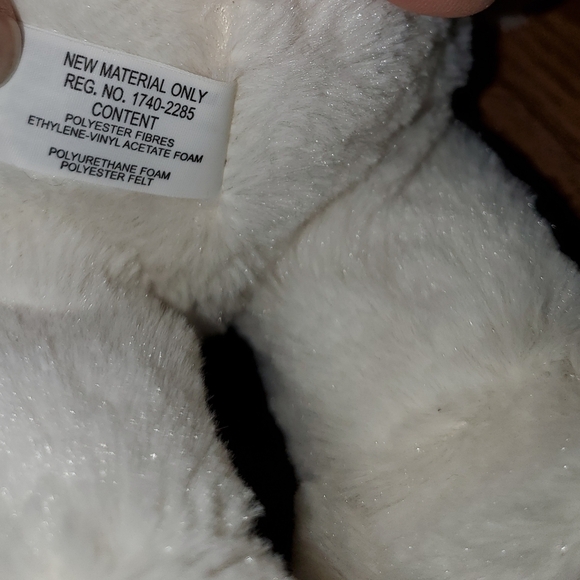 NEW MATERIAL ONLY
REG. NO. 1740-2285
CONTENT
POLYESTER FIBRES
ETHYLENE-VINYL ACETATE FOAM
POLYURETHANE FOAM
POLYESTER FELT